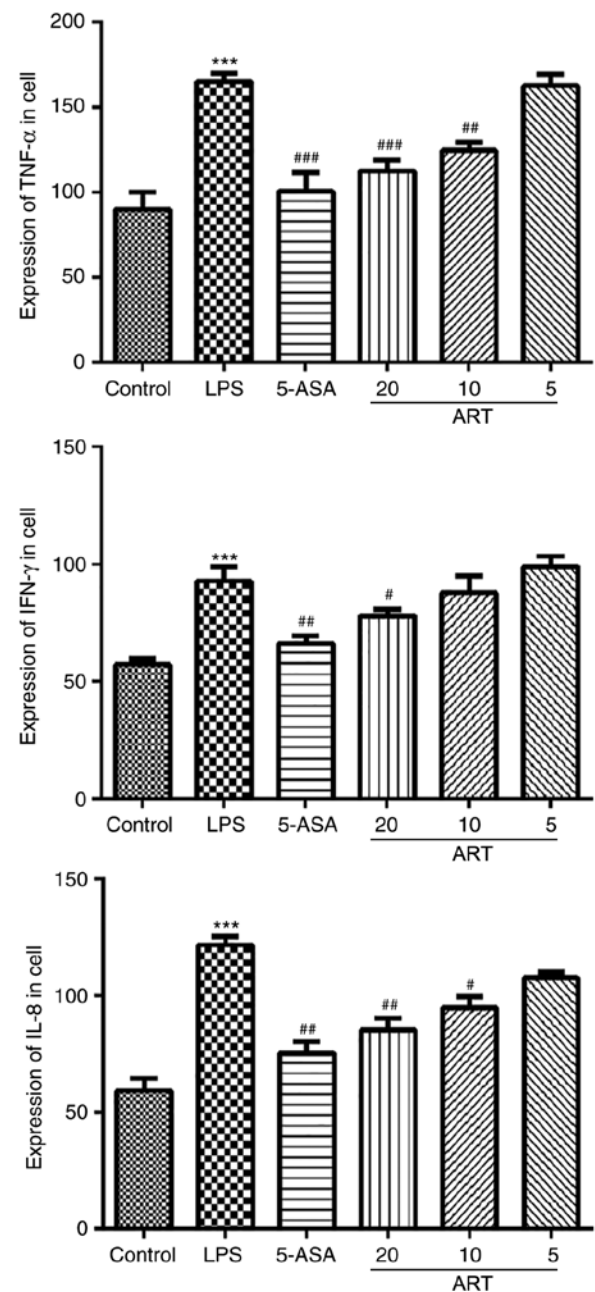 Expression of TNF-α in cell
200
150
100
50
0
***
###
###
##
Control LPS 5-ASA 20 10 5
ART
Expression of IFN-γ in cell
150
100
50
0
***
##
#
Control LPS 5-ASA 20 10 5
ART
Expression of IL-8 in cell
150
100
50
0
***
##
##
#
Control LPS 5-ASA 20 10 5
ART